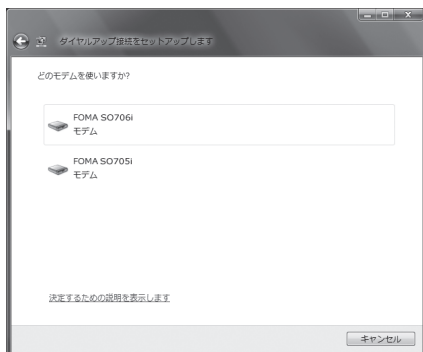 ダイヤルアップ接続をセットアップします
どのモデムを使いますか?
FOMA SO706i
モデム
FOMA SO705i
モデム
決定するための説明を表示します
キャンセル